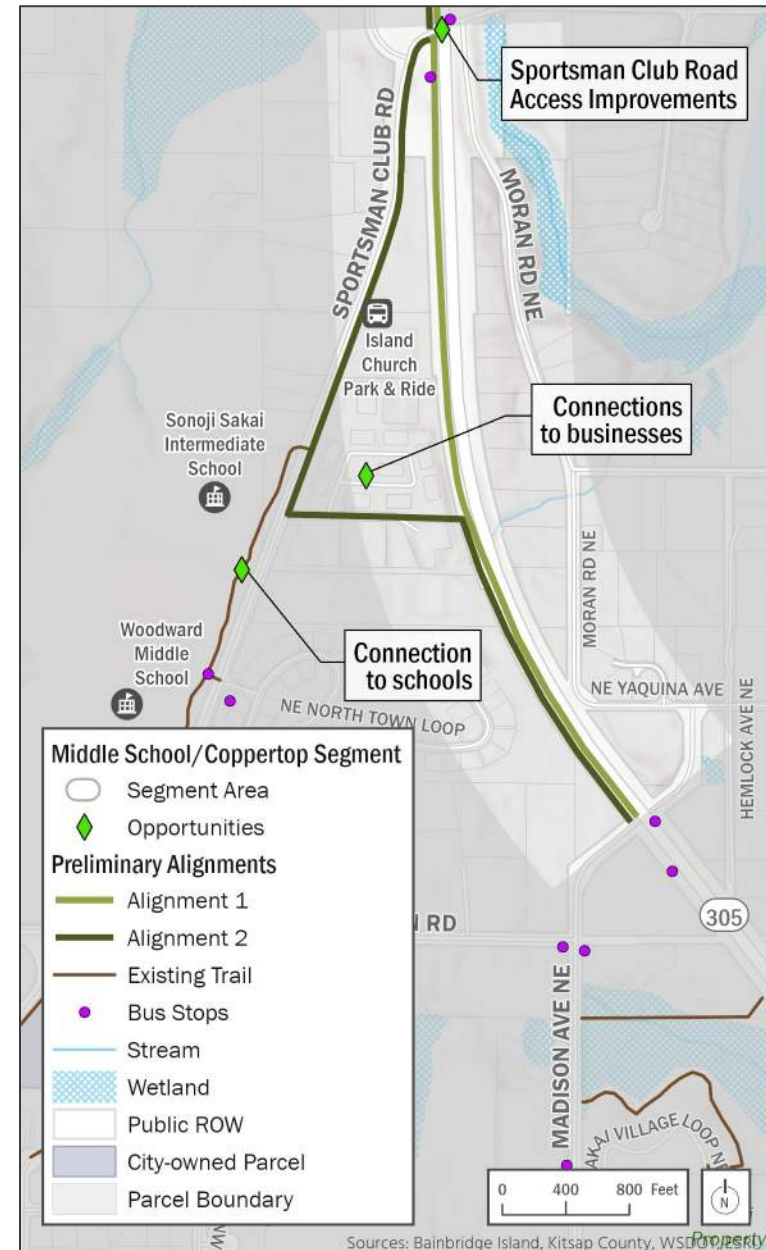 Sportsman Club Road
Access Improvements
SPORTSMAN CLUB RD
MORAN RD NE
Island
Church
Park & Ride
Connections
to businesses
Sonoji Sakai
Intermediate
School
MORAN RD NE
Woodward
Middle
School
Connection
to schools
NE YAQUINA AVE
NE NORTH TOWN LOOP
HEMLOCK AVE NE
Middle School/Coppertop Segment
Segment Area
Opportunities
Preliminary Alignments
Alignment 1
Alignment 2
Existing Trail
Bus Stops
Stream
Wetland
Public ROW
City-owned Parcel
Parcel Boundary
305
RD
MADISON AVE NE
AKAI VILLAGE LOOP N
0 400 800 Feet
N
Sources: Bainbridge Island, Kitsap County,
Property